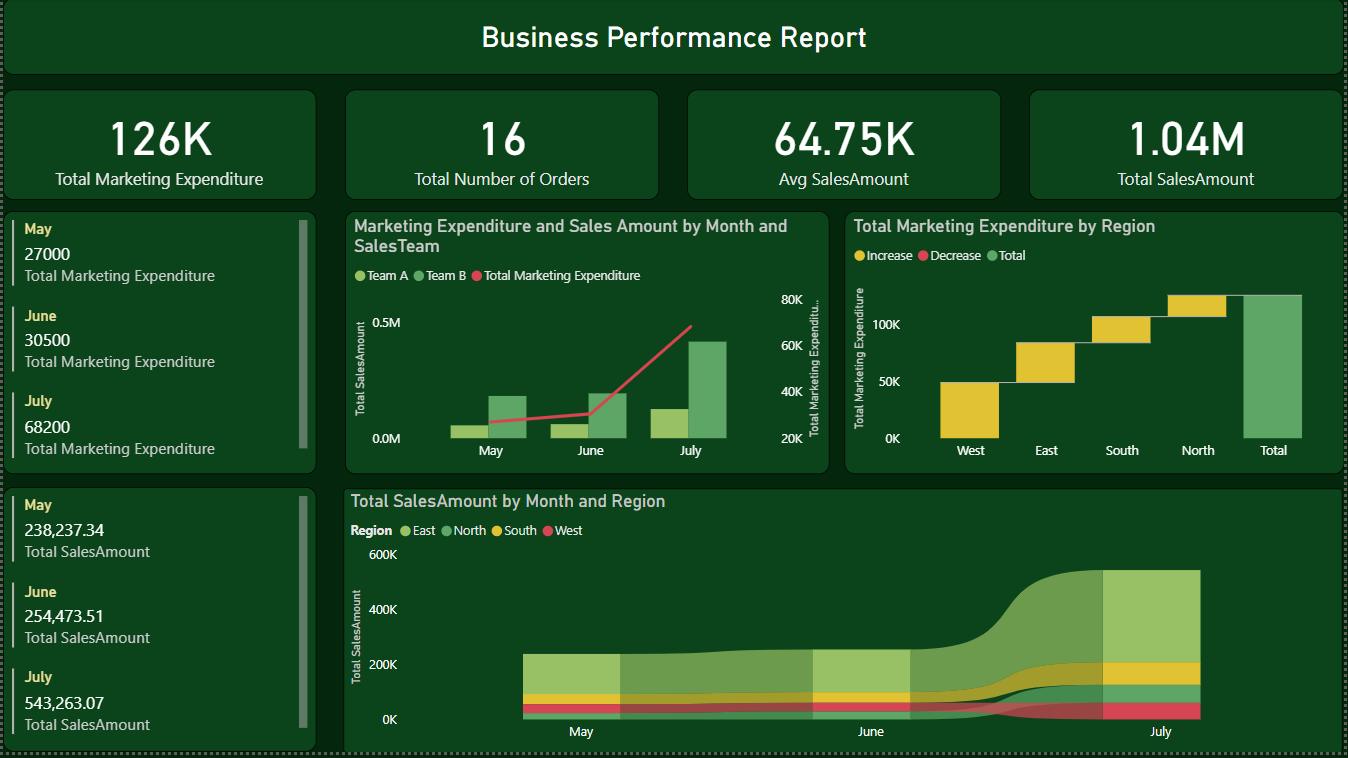 Business Performance Report
126K
Total Marketing Expenditure
16
Total Number of Orders
64.75K
Avg SalesAmount
1.04M
Total SalesAmount
May
27000
Total Marketing Expenditure
June
30500
Total Marketing Expenditure
July
68200
Total Marketing Expenditure
Marketing Expenditure and Sales Amount by Month and
SalesTeam
Team A Team B Total Marketing Expenditure
Total SalesAmount
0.5M
0.0M
May June July
80K
60K
40K
20K
Total Marketing Expenditu...
Total Marketing Expenditure by Region
Increase Decrease Total
Total Marketing Expenditure
100K
50K
0K
West East South North Total
May
238,237.34
Total SalesAmount
June
254,473.51
Total SalesAmount
July
543,263.07
Total SalesAmount
Total SalesAmount by Month and Region
Region East North South West
Total SalesAmount
600K
400K
200K
0K
May June July